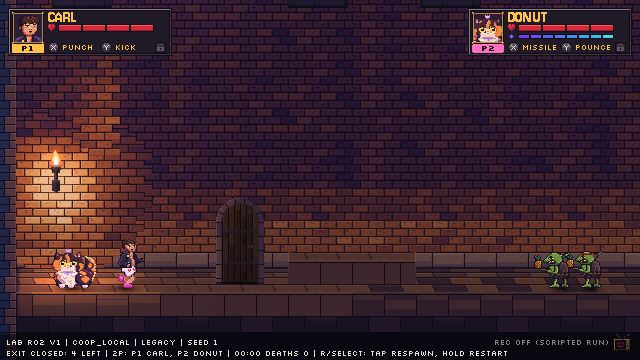 CARL
DONUT
P1 X PUNCH Y KICK
P2 X MISSILE Y POUNCE
LAB R02 V1 | COOP_LOCAL | LEGACY | SEED 1
REC OFF (SCRIPTED RUN)
EXIT CLOSED: 4 LEFT | 2P: P1 CARL, P2 DONUT | 00:00 DEATHS 0 | R/SELECT: TAP RESPAWN, HOLD RESTART